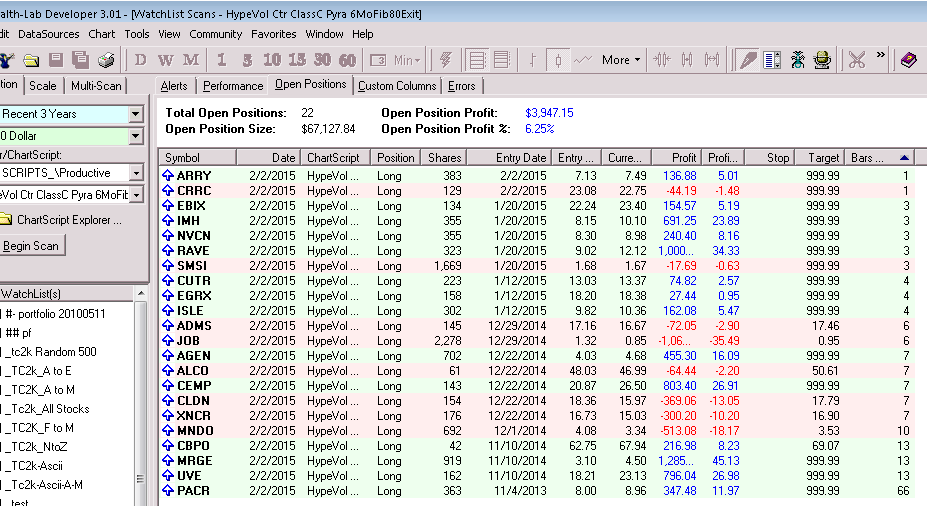 alth-Lab Developer 3.01 - [WatchList Scans - HypeVol Ctr ClassC Pyra 6MoFib80Exit]
dit DataSources Chart Tools View Community Favorites Window Help
D W M 1 3 5 10 30 60 Min More »
tion Scale Multi-Scan Alerts Performance Open Positions Custom Columns Errors
Recent 3 Years
0 Dollar
r/ChartScript:
SCRIPTS_\Productive
eVol Ctr ClassC Pyra 6MoFib
ChartScript Explorer ...
Begin Scan
WatchList(s)
#- portfolio 20100511
## pf
_tc2k Random 500
_TC2K_A to E
_TC2K_A to M
_Tc2k_All Stocks
_TC2K_F to M
_TC2k_NtoZ
_TC2k-Ascii
_Tc2k-Ascii-A-M
_test
Total Open Positions: 22 Open Position Profit: $3,947.15
Open Position Size: $67,127.84 Open Position Profit %: 6.25%
Symbol Date ChartScript Position Shares Entry Date Entry ... Curre... Profit Profi... Stop Target Bars ...
ARRY 2/2/2015 HypeVol ... Long 383 2/2/2015 7.13 7.49 136.88 5.01 999.99 1
CRRC 2/2/2015 HypeVol ... Long 129 2/2/2015 23.08 22.75 -44.19 -1.48 999.99 1
EBIX 2/2/2015 HypeVol ... Long 134 1/20/2015 22.24 23.40 154.57 5.19 999.99 3
IMH 2/2/2015 HypeVol ... Long 355 1/20/2015 8.15 10.10 691.25 23.89 999.99 3
NVCN 2/2/2015 HypeVol ... Long 355 1/20/2015 8.30 8.98 240.40 8.16 999.99 3
RAVE 2/2/2015 HypeVol ... Long 323 1/20/2015 9.02 12.12 1,000... 34.33 999.99 3
SMSI 2/2/2015 HypeVol ... Long 1,669 1/20/2015 1.68 1.67 -17.69 -0.63 999.99 3
CUTR 2/2/2015 HypeVol ... Long 223 1/12/2015 13.03 13.37 74.82 2.57 999.99 4
EGRX 2/2/2015 HypeVol ... Long 158 1/12/2015 18.20 18.38 27.44 0.95 999.99 4
ISLE 2/2/2015 HypeVol ... Long 302 1/12/2015 9.82 10.36 162.08 5.47 999.99 4
ADMS 2/2/2015 HypeVol ... Long 145 12/29/2014 17.16 16.67 -72.05 -2.90 17.46 6
JOB 2/2/2015 HypeVol ... Long 2,278 12/29/2014 1.32 0.85 -1,06... -35.49 0.95 6
AGEN 2/2/2015 HypeVol ... Long 702 12/22/2014 4.03 4.68 455.30 16.09 999.99 7
ALCO 2/2/2015 HypeVol ... Long 61 12/22/2014 48.03 46.99 -64.44 -2.20 50.61 7
CEMP 2/2/2015 HypeVol ... Long 143 12/22/2014 20.87 26.50 803.40 26.91 999.99 7
CLDN 2/2/2015 HypeVol ... Long 154 12/22/2014 18.36 15.97 -369.06 -13.05 17.79 7
XNCR 2/2/2015 HypeVol ... Long 176 12/22/2014 16.73 15.03 -300.20 -10.20 16.90 7
MNDO 2/2/2015 HypeVol ... Long 692 12/1/2014 4.08 3.34 -513.08 -18.17 3.53 10
CBPO 2/2/2015 HypeVol ... Long 42 11/10/2014 62.75 67.94 216.98 8.23 69.07 13
MRGE 2/2/2015 HypeVol ... Long 919 11/10/2014 3.10 4.50 1,285... 45.13 999.99 13
UVE 2/2/2015 HypeVol ... Long 162 11/10/2014 18.21 23.13 796.04 26.98 999.99 13
PACR 2/2/2015 HypeVol ... Long 363 11/4/2013 8.00 8.96 347.48 11.97 999.99 66